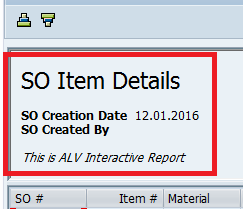 SO Item Details
SO Creation Date 12.01.2016
SO Created By
This is ALV Interactive Report
SO # Item # Material